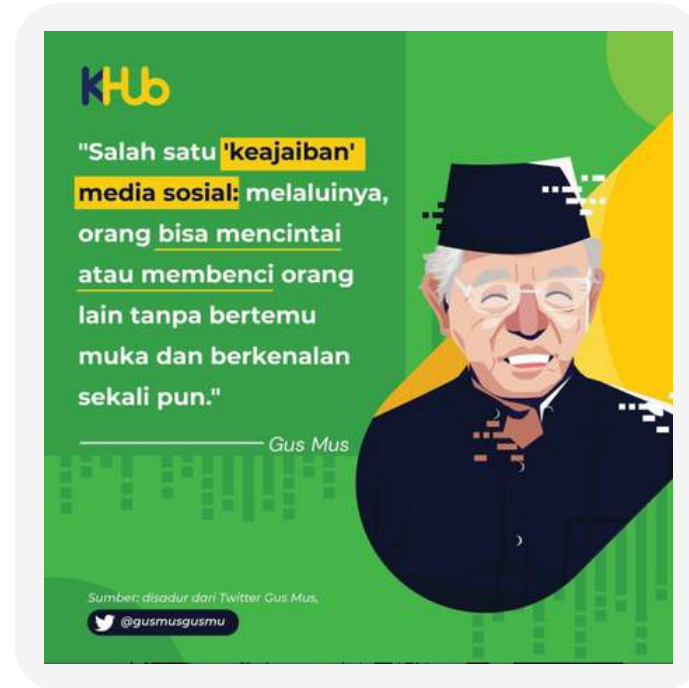 KHub
"Salah satu 'keajaiban'
media sosial: melaluinya,
orang bisa mencintai
atau membenci orang
lain tanpa bertemu
muka dan berkenalan
sekali pun."
Gus Mus
Sumber: disadur dari Twitter Gus Mus,
@gusmusgusmu